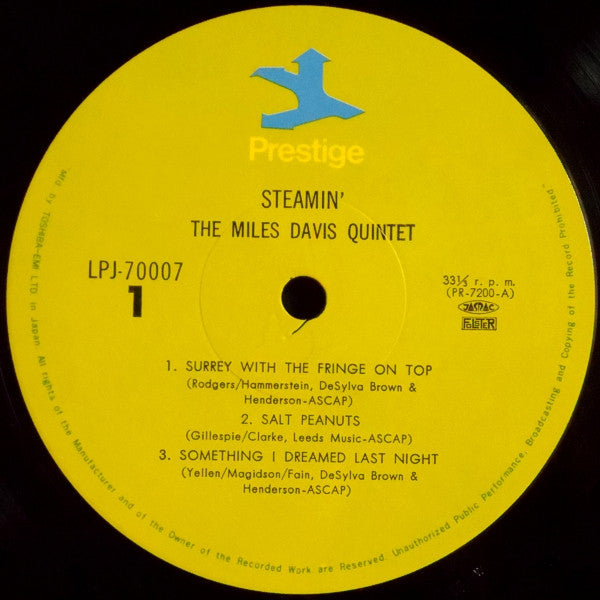 Prestige
STEAMIN'
THE MILES DAVIS QUINTET
LPJ-70007
1
33⅓ r. p. m.
(PR-7200-A)
JASRAC
1. SURREY WITH THE FRINGE ON TOP
(Rodgers/Hammerstein, DeSylva Brown &
Henderson-ASCAP)
2. SALT PEANUTS
(Gillespie/Clarke, Leeds Music-ASCAP)
3. SOMETHING I DREAMED LAST NIGHT
(Yellen/Magidson/Fain, DeSylva Brown &
Henderson-ASCAP)
Mfg by TOSHIBA-EMI LTD in Japan. All rights of the Manufacturer and of the Owner of the Recorded Work are Reserved. Unauthorized Public Performance, Broadcasting and Copying of the Record Prohibited.